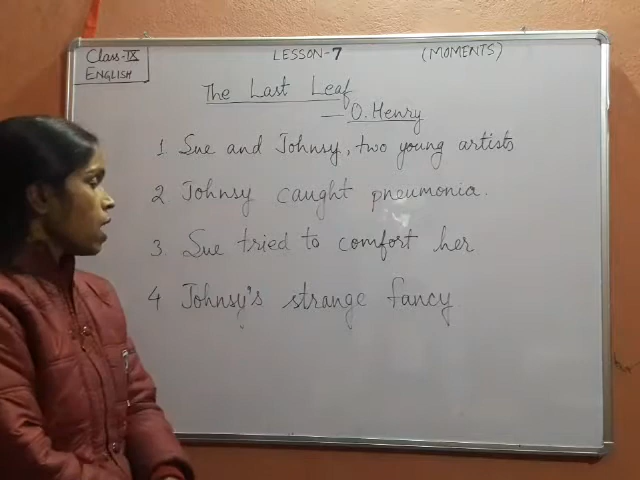 Class-IX
ENGLISH
LESSON-7
(MOMENTS)
The Last Leaf
— O. Henry
1 Sue and Johnsy, two young artists
2 Johnsy caught pneumonia.
3. Sue tried to comfort her
4 Johnsy's strange fancy